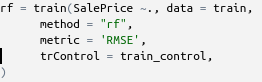 rf = train(SalePrice ~., data = train,
method = "rf",
metric = 'RMSE',
trControl = train_control,
)